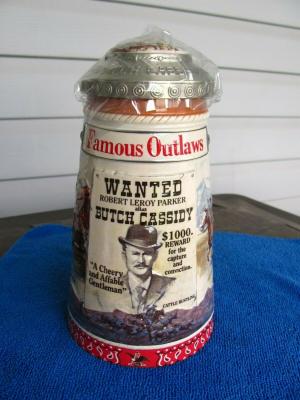 Famous Outlaws
WANTED
ROBERT LEROY PARKER
alias
BUTCH CASSIDY
$1000.
REWARD
for the
capture
and
conviction.
"A Cheery
and Affable
Gentleman"
CATTLE RUSTLING